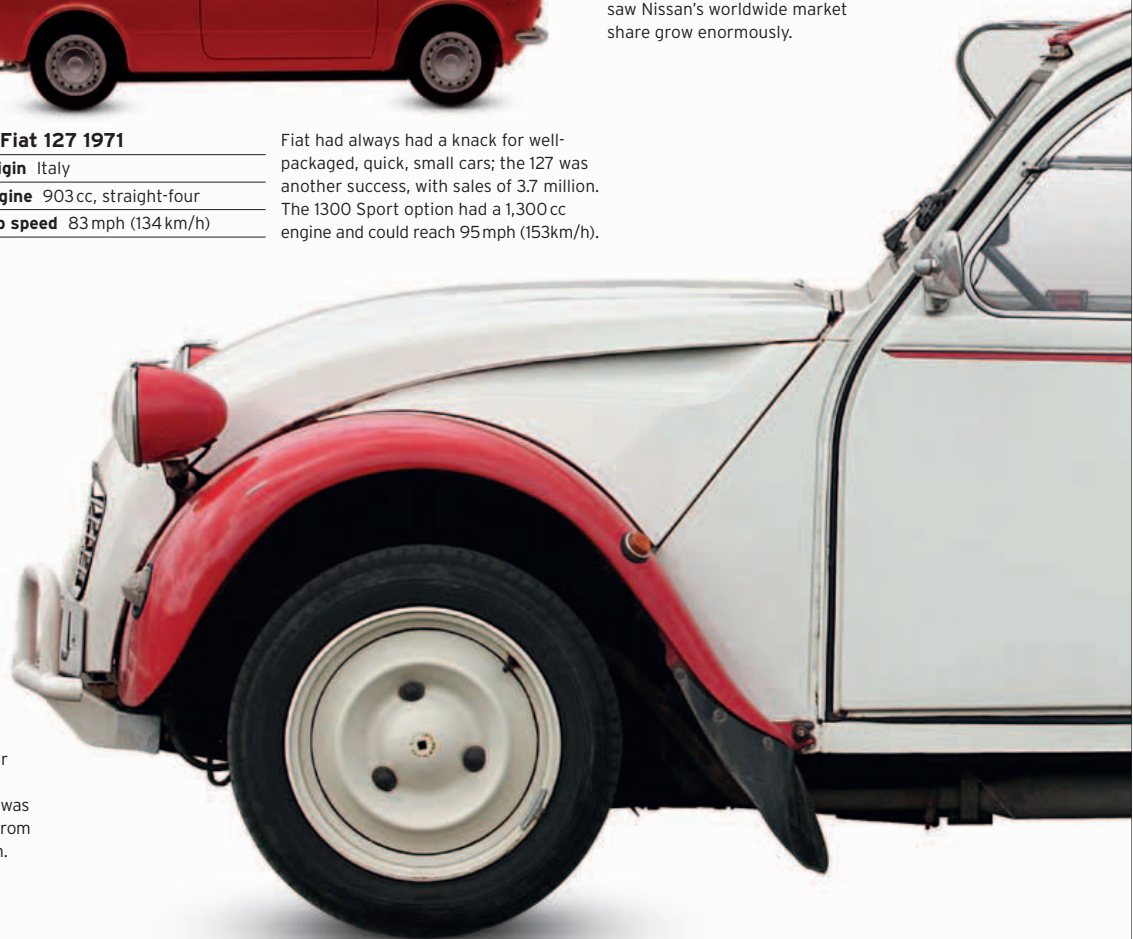 saw Nissan's worldwide market
share grow enormously.
Fiat 127 1971
igin Italy
gine 903 cc, straight-four
p speed 83 mph (134 km/h)
Fiat had always had a knack for well-
packaged, quick, small cars; the 127 was
another success, with sales of 3.7 million.
The 1300 Sport option had a 1,300 cc
engine and could reach 95 mph (153km/h).
r
was
rom
n.